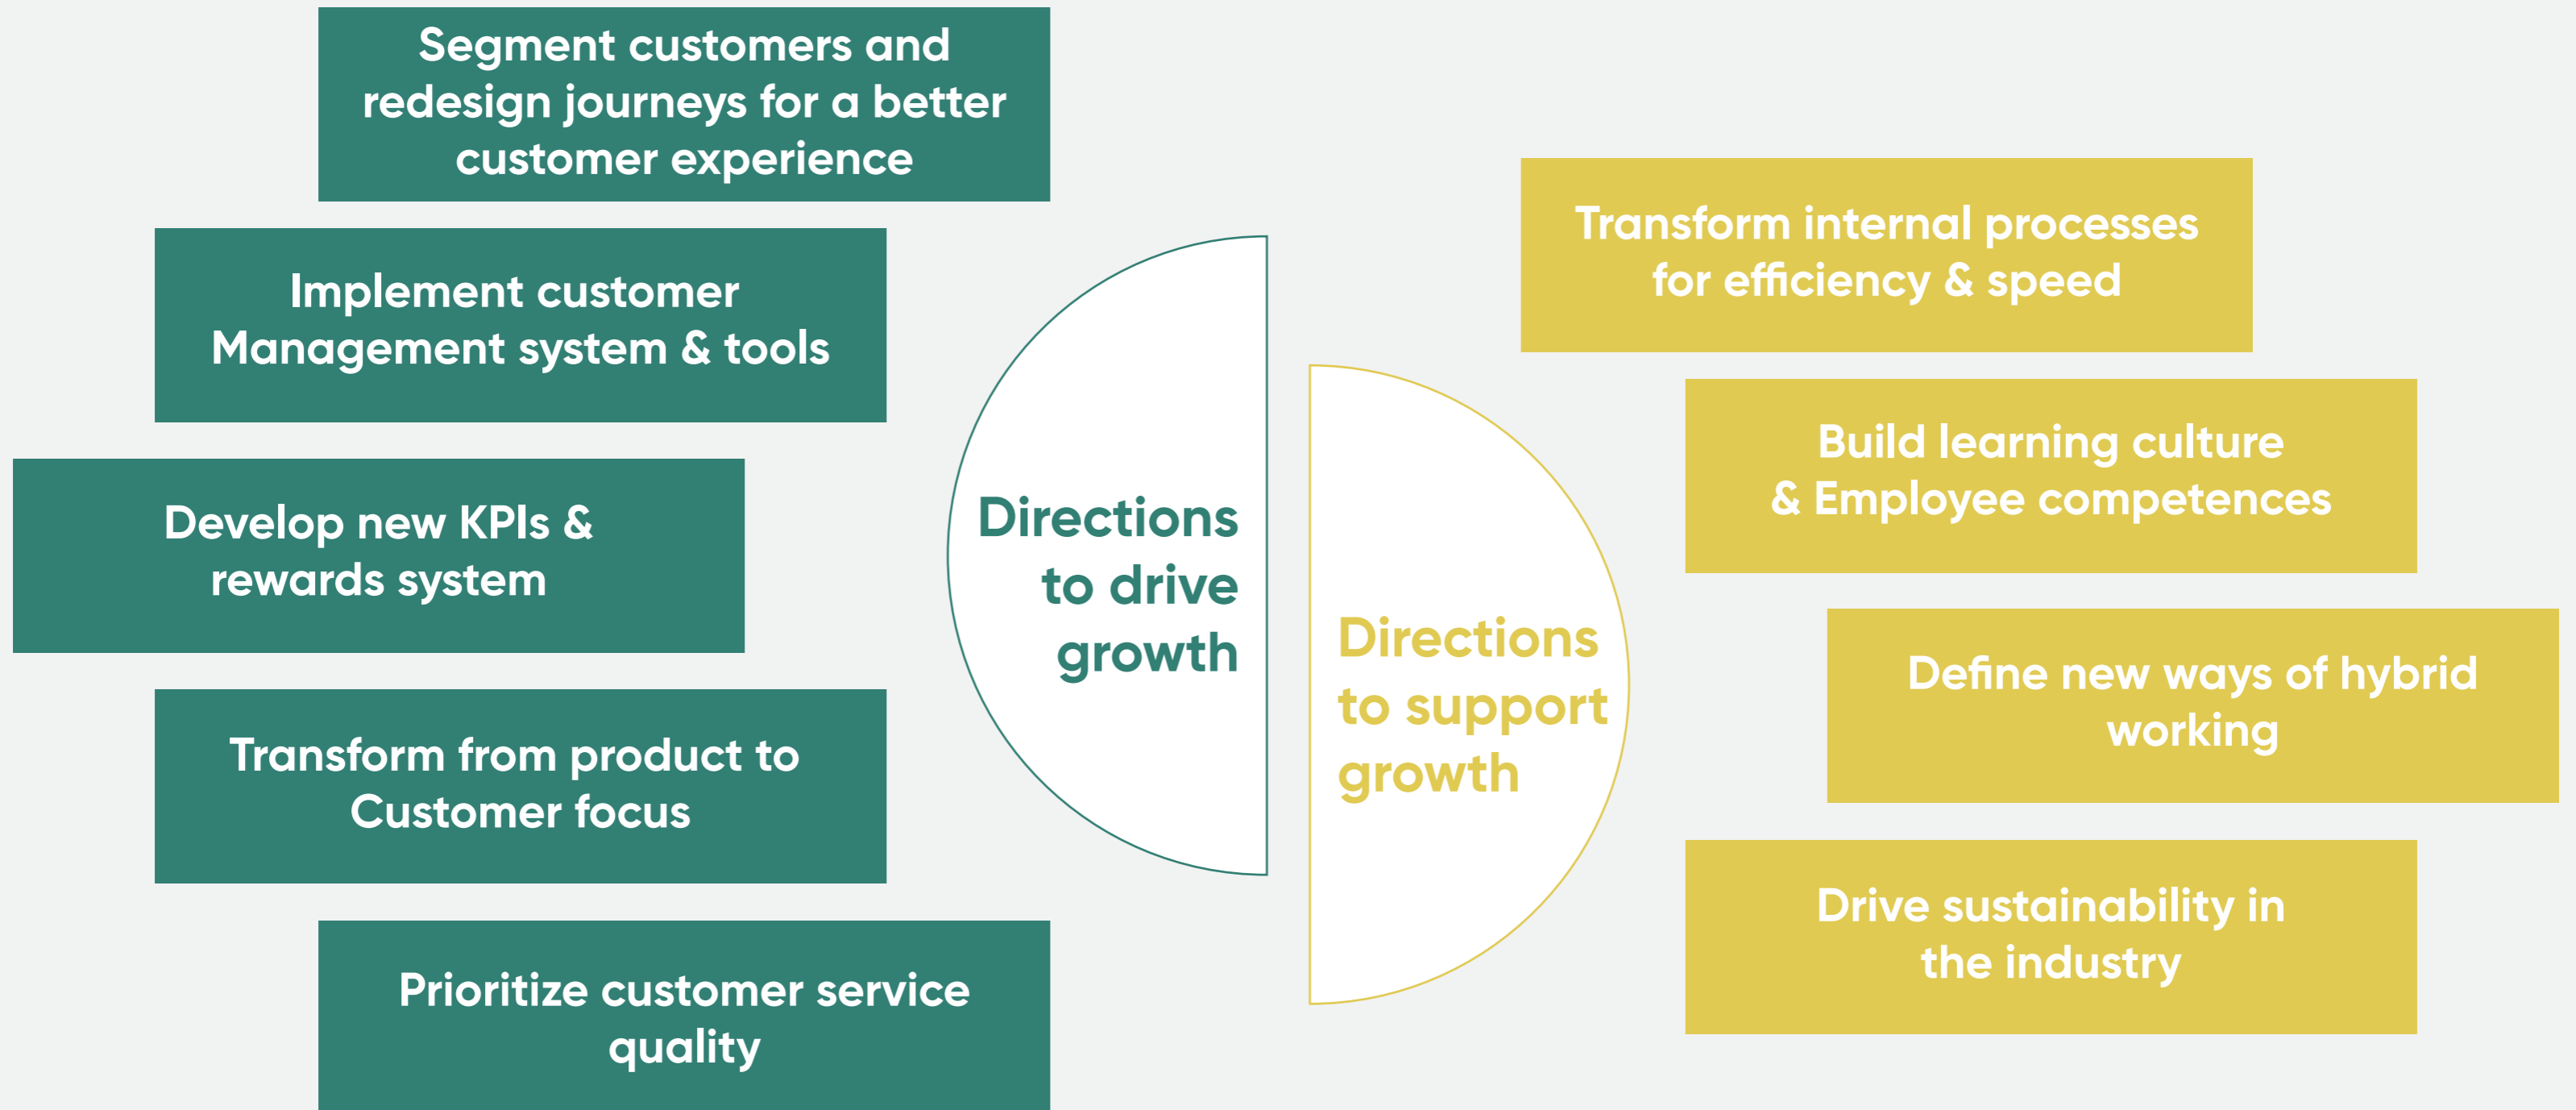 Segment customers and
redesign journeys for a better
customer experience
Implement customer
Management system & tools
Develop new KPIs &
rewards system
Transform from product to
Customer focus
Prioritize customer service
quality
Directions
to drive
growth
Directions
to support
growth
Transform internal processes
for efficiency & speed
Build learning culture
& Employee competences
Define new ways of hybrid
working
Drive sustainability in
the industry